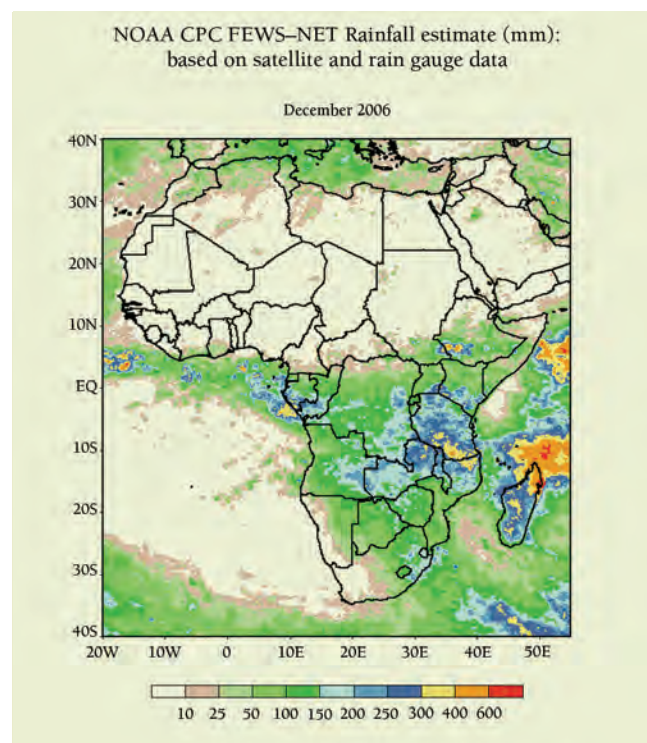 NOAA CPC FEWS–NET Rainfall estimate (mm):
based on satellite and rain gauge data
December 2006
40N
30N
20N
10N
EQ
10S
20S
30S
40S
20W 10W 0 10E 20E 30E 40E 50E
10 25 50 100 150 200 250 300 400 600